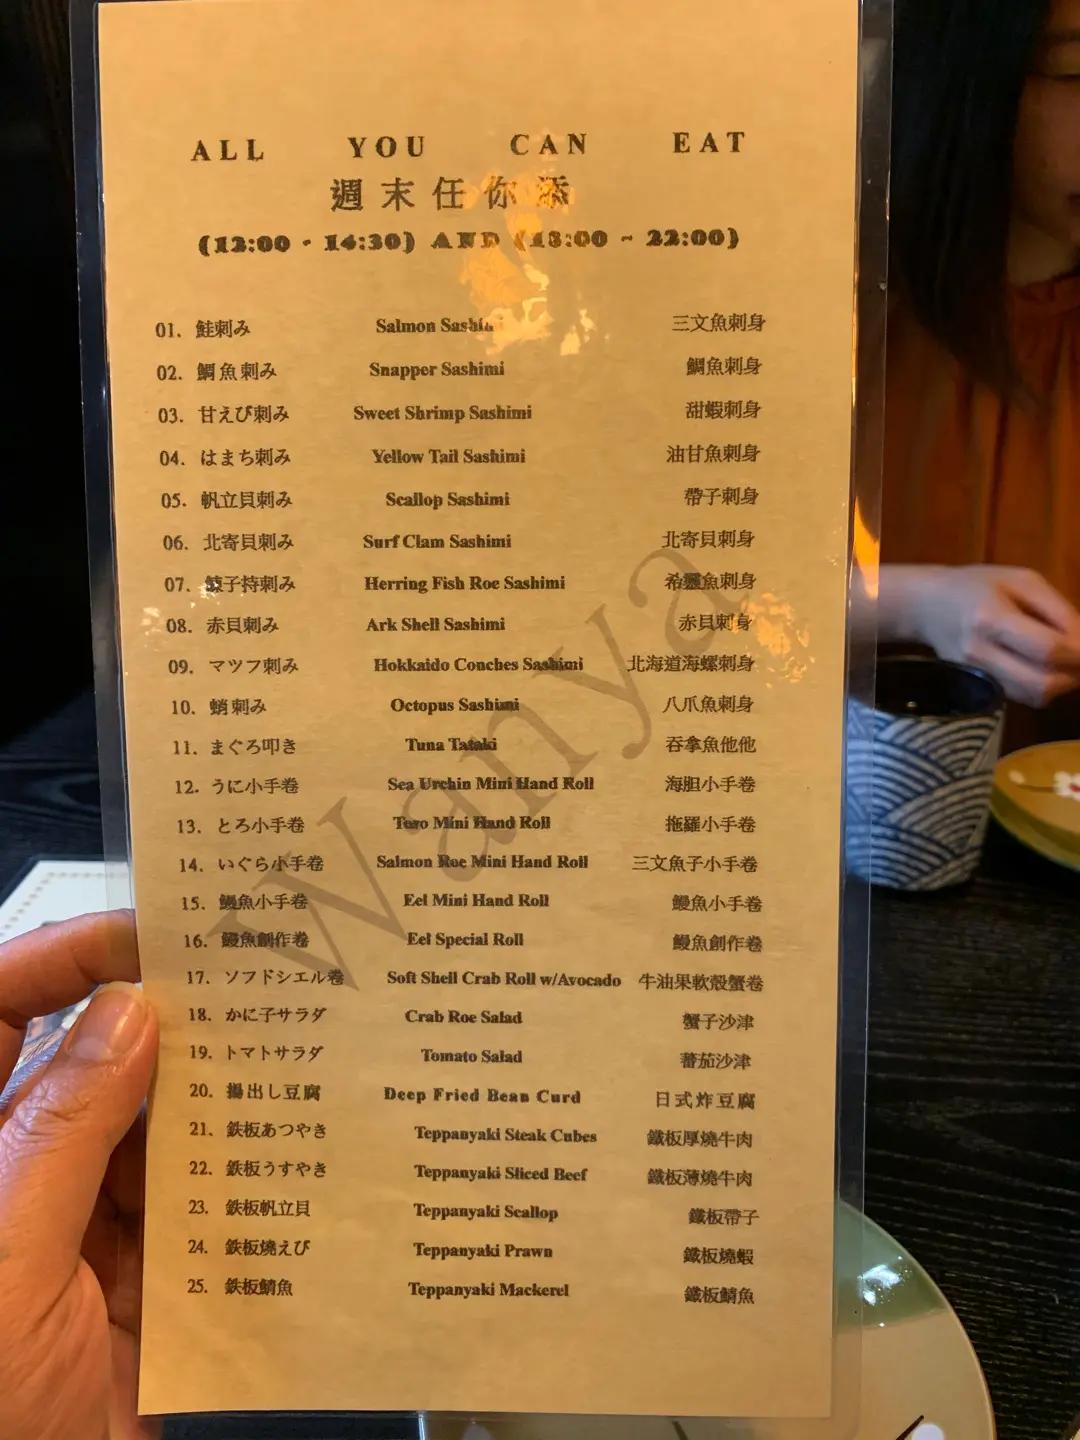 ALL YOU CAN EAT
週末任你添
(12:00 - 14:30) AND (18:00 ~ 22:00)
01. 鮭刺み Salmon Sashimi 三文魚刺身
02. 鯛魚刺み Snapper Sashimi 鯛魚刺身
03. 甘えび刺み Sweet Shrimp Sashimi 甜蝦刺身
04. はまち刺み Yellow Tail Sashimi 油甘魚刺身
05. 帆立貝刺み Scallop Sashimi 帶子刺身
06. 北寄貝刺み Surf Clam Sashimi 北寄貝刺身
07. 鯟子持刺み Herring Fish Roe Sashimi 希靈魚刺身
08. 赤貝刺み Ark Shell Sashimi 赤貝刺身
09. マツフ刺み Hokkaido Conches Sashimi 北海道海螺刺身
10. 蛸刺み Octopus Sashimi 八爪魚刺身
11. まぐろ叩き Tuna Tataki 吞拿魚他他
12. うに小手卷 Sea Urchin Mini Hand Roll 海胆小手卷
13. とろ小手卷 Toro Mini Hand Roll 拖羅小手卷
14. いくら小手卷 Salmon Roe Mini Hand Roll 三文魚子小手卷
15. 鰻魚小手卷 Eel Mini Hand Roll 鰻魚小手卷
16. 鰻魚創作卷 Eel Special Roll 鰻魚創作卷
17. ソフドシエル卷 Soft Shell Crab Roll w/Avocado 牛油果軟殼蟹卷
18. かに子サラダ Crab Roe Salad 蟹子沙津
19. トマトサラダ Tomato Salad 蕃茄沙津
20. 揚出し豆腐 Deep Fried Bean Curd 日式炸豆腐
21. 鉄板あつやき Teppanyaki Steak Cubes 鐵板厚燒牛肉
22. 鉄板うすやき Teppanyaki Sliced Beef 鐵板薄燒牛肉
23. 鉄板帆立貝 Teppanyaki Scallop 鐵板帶子
24. 鉄板燒えび Teppanyaki Prawn 鐵板燒蝦
25. 鉄板鯖魚 Teppanyaki Mackerel 鐵板鯖魚
Wanya